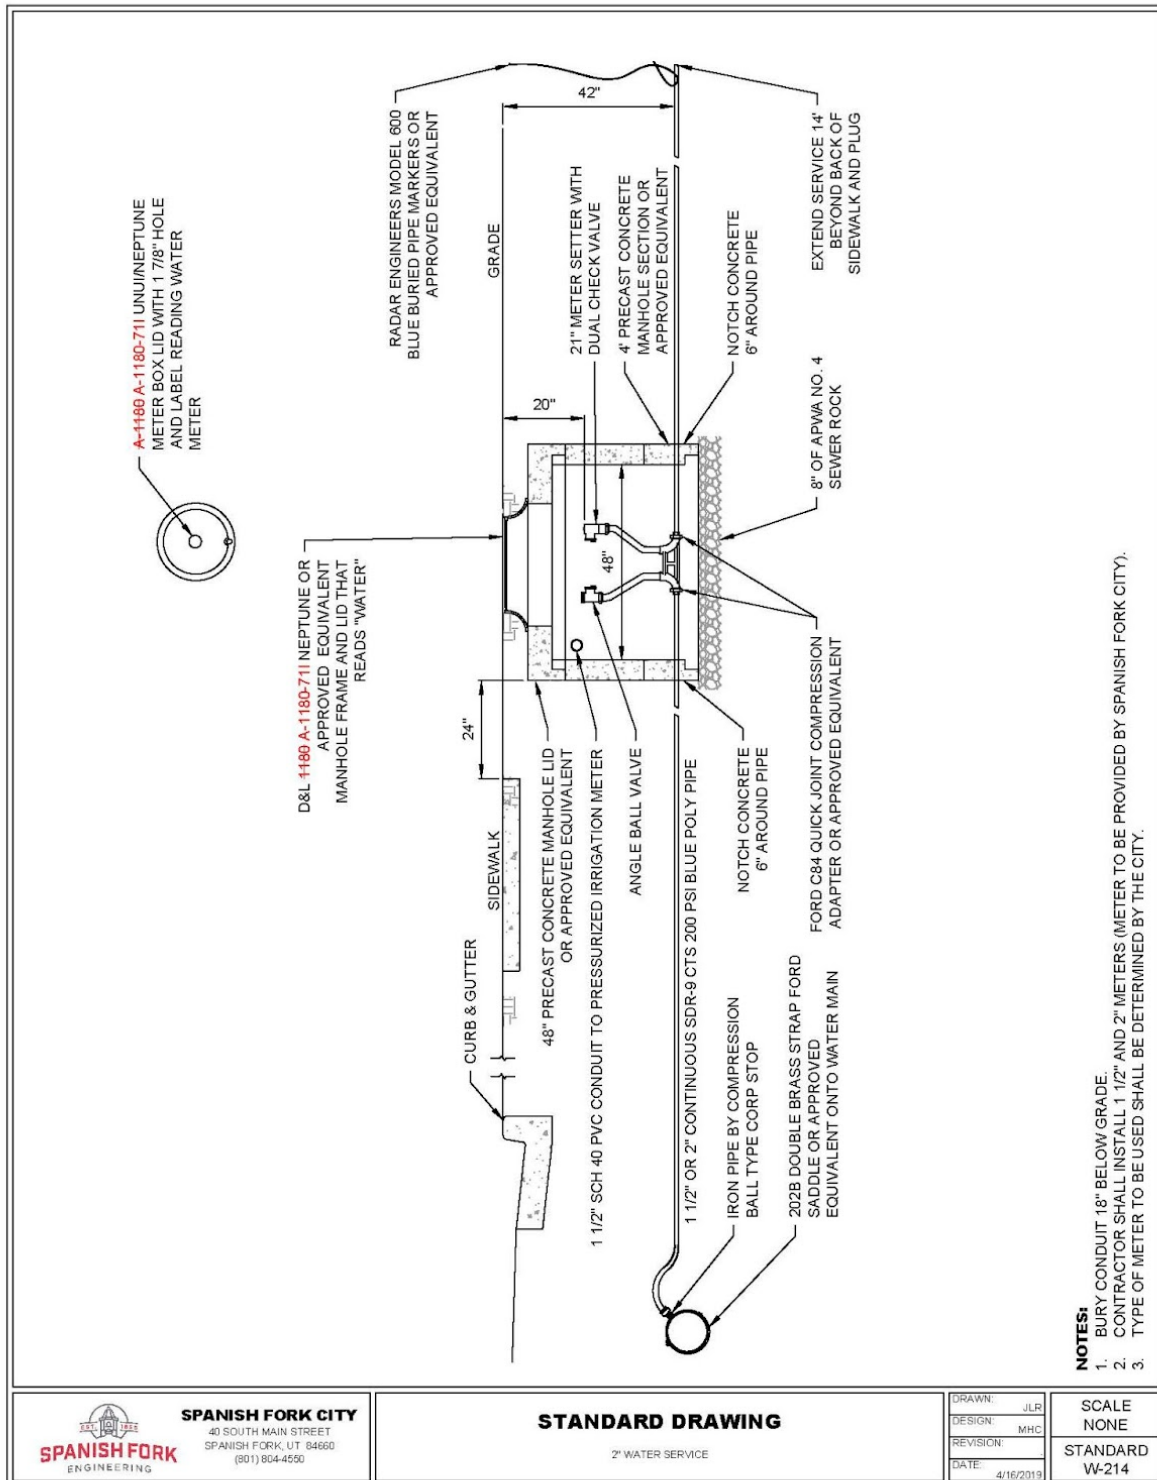 A-1180 A-1180-71I UNUI/NEPTUNE
METER BOX LID WITH 1 7/8" HOLE
AND LABEL READING WATER
METER
D&L 1180 A-1180-71I NEPTUNE OR
APPROVED EQUIVALENT
MANHOLE FRAME AND LID THAT
READS "WATER"
RADAR ENGINEERS MODEL 600
BLUE BURIED PIPE MARKERS OR
APPROVED EQUIVALENT
CURB & GUTTER
SIDEWALK
24"
GRADE
20"
42"
48"
21" METER SETTER WITH
DUAL CHECK VALVE
4' PRECAST CONCRETE
MANHOLE SECTION OR
APPROVED EQUIVALENT
NOTCH CONCRETE
6" AROUND PIPE
EXTEND SERVICE 14'
BEYOND BACK OF
SIDEWALK AND PLUG
48" PRECAST CONCRETE MANHOLE LID
OR APPROVED EQUIVALENT
1 1/2" SCH 40 PVC CONDUIT TO PRESSURIZED IRRIGATION METER
ANGLE BALL VALVE
1 1/2" OR 2" CONTINUOUS SDR-9 CTS 200 PSI BLUE POLY PIPE
NOTCH CONCRETE
6" AROUND PIPE
8" OF APWA NO. 4
SEWER ROCK
FORD C84 QUICK JOINT COMPRESSION
ADAPTER OR APPROVED EQUIVALENT
IRON PIPE BY COMPRESSION
BALL TYPE CORP STOP
202B DOUBLE BRASS STRAP FORD
SADDLE OR APPROVED
EQUIVALENT ONTO WATER MAIN
NOTES:
1. BURY CONDUIT 18" BELOW GRADE.
2. CONTRACTOR SHALL INSTALL 1 1/2" AND 2" METERS (METER TO BE PROVIDED BY SPANISH FORK CITY).
3. TYPE OF METER TO BE USED SHALL BE DETERMINED BY THE CITY.
EST. 1855
SPANISH FORK
ENGINEERING
SPANISH FORK CITY
40 SOUTH MAIN STREET
SPANISH FORK, UT 84660
(801) 804-4550
STANDARD DRAWING
2" WATER SERVICE
DRAWN: JLR
DESIGN: MHC
REVISION:
DATE: 4/16/2019
SCALE
NONE
STANDARD
W-214